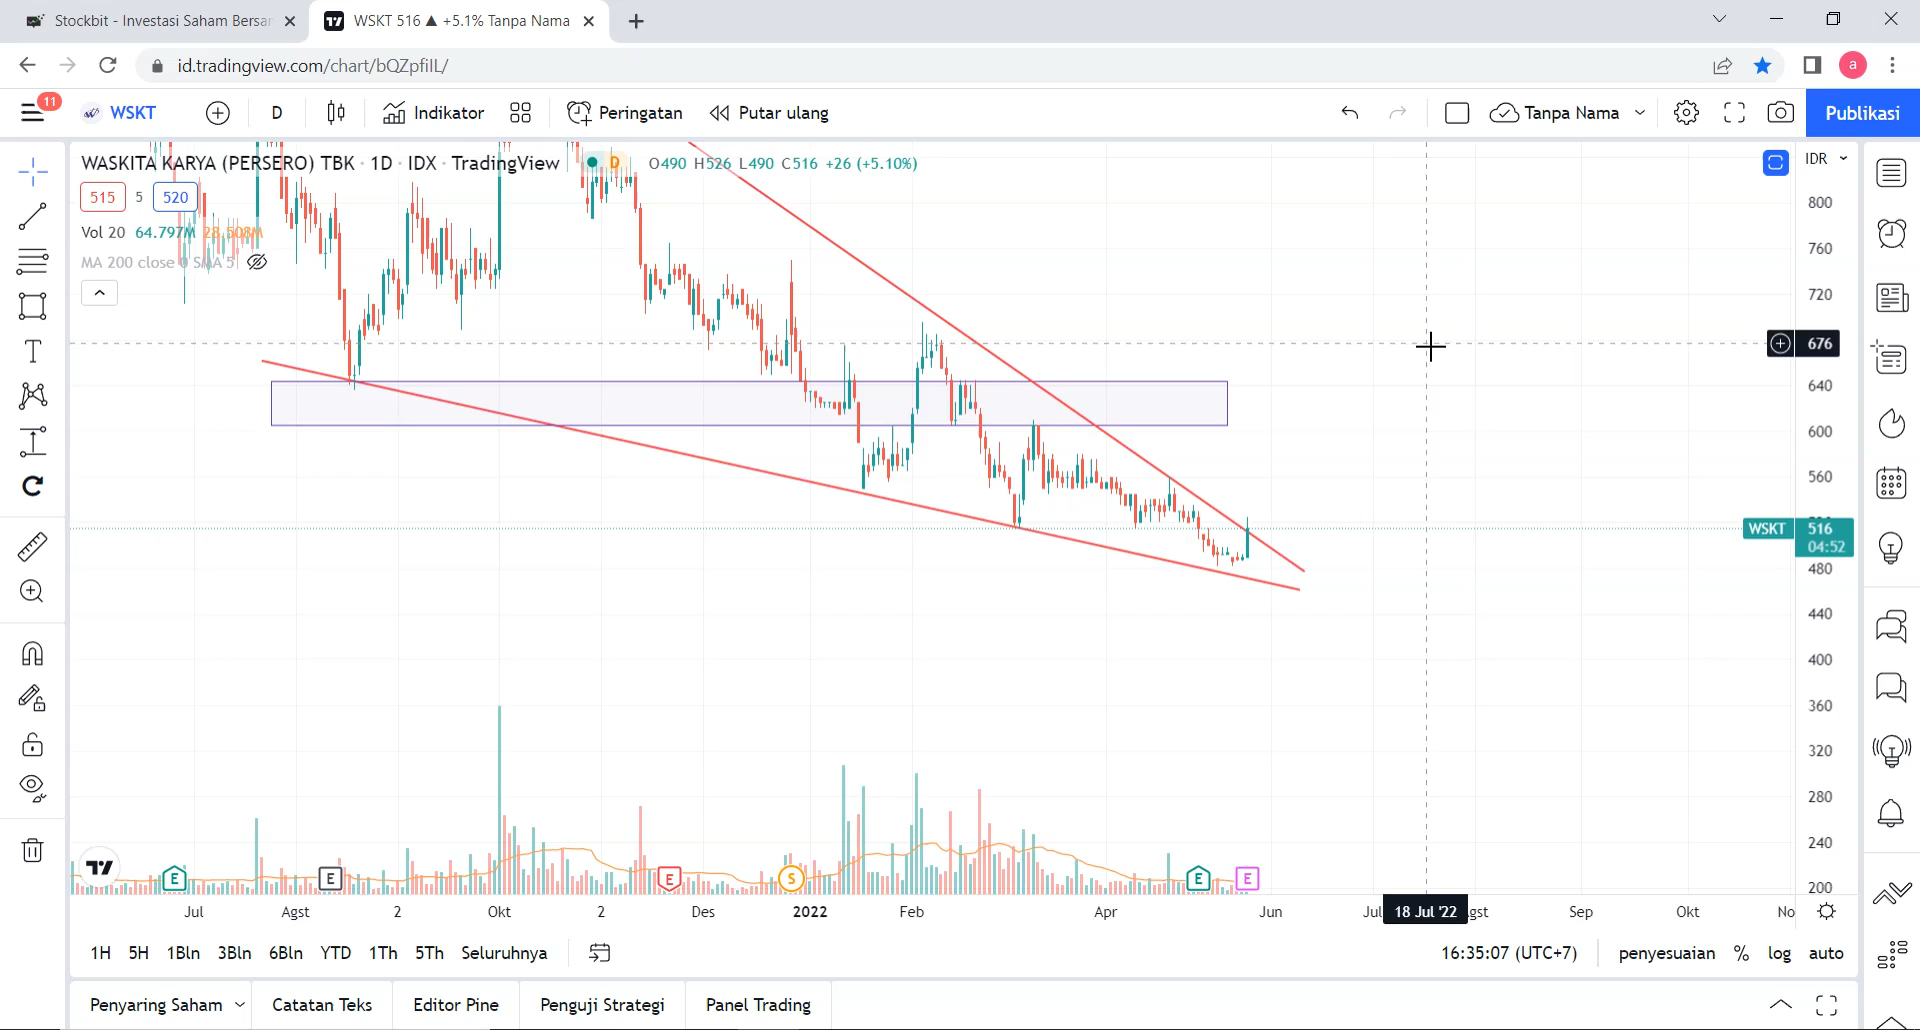 Stockbit - Investasi Saham Bersar
WSKT 516 ▲ +5.1% Tanpa Nama
id.tradingview.com/chart/bQZpfilL/
a
11
WSKT
D
Indikator
Peringatan
Putar ulang
Tanpa Nama
Publikasi
WASKITA KARYA (PERSERO) TBK · 1D · IDX · TradingView
D
O490 H526 L490 C516 +26 (+5.10%)
IDR
515
5
520
Vol 20 64.797M 28.508M
MA 200 close 0 SMA 5
800
760
720
676
640
600
560
WSKT
516
04:52
480
440
400
360
320
280
240
200
E
E
E
S
E
E
Jul
Agst
2
Okt
2
Des
2022
Feb
Apr
Jun
Jul
18 Jul '22
gst
Sep
Okt
No
1H
5H
1Bln
3Bln
6Bln
YTD
1Th
5Th
Seluruhnya
16:35:07 (UTC+7)
penyesuaian
%
log
auto
Penyaring Saham
Catatan Teks
Editor Pine
Penguji Strategi
Panel Trading